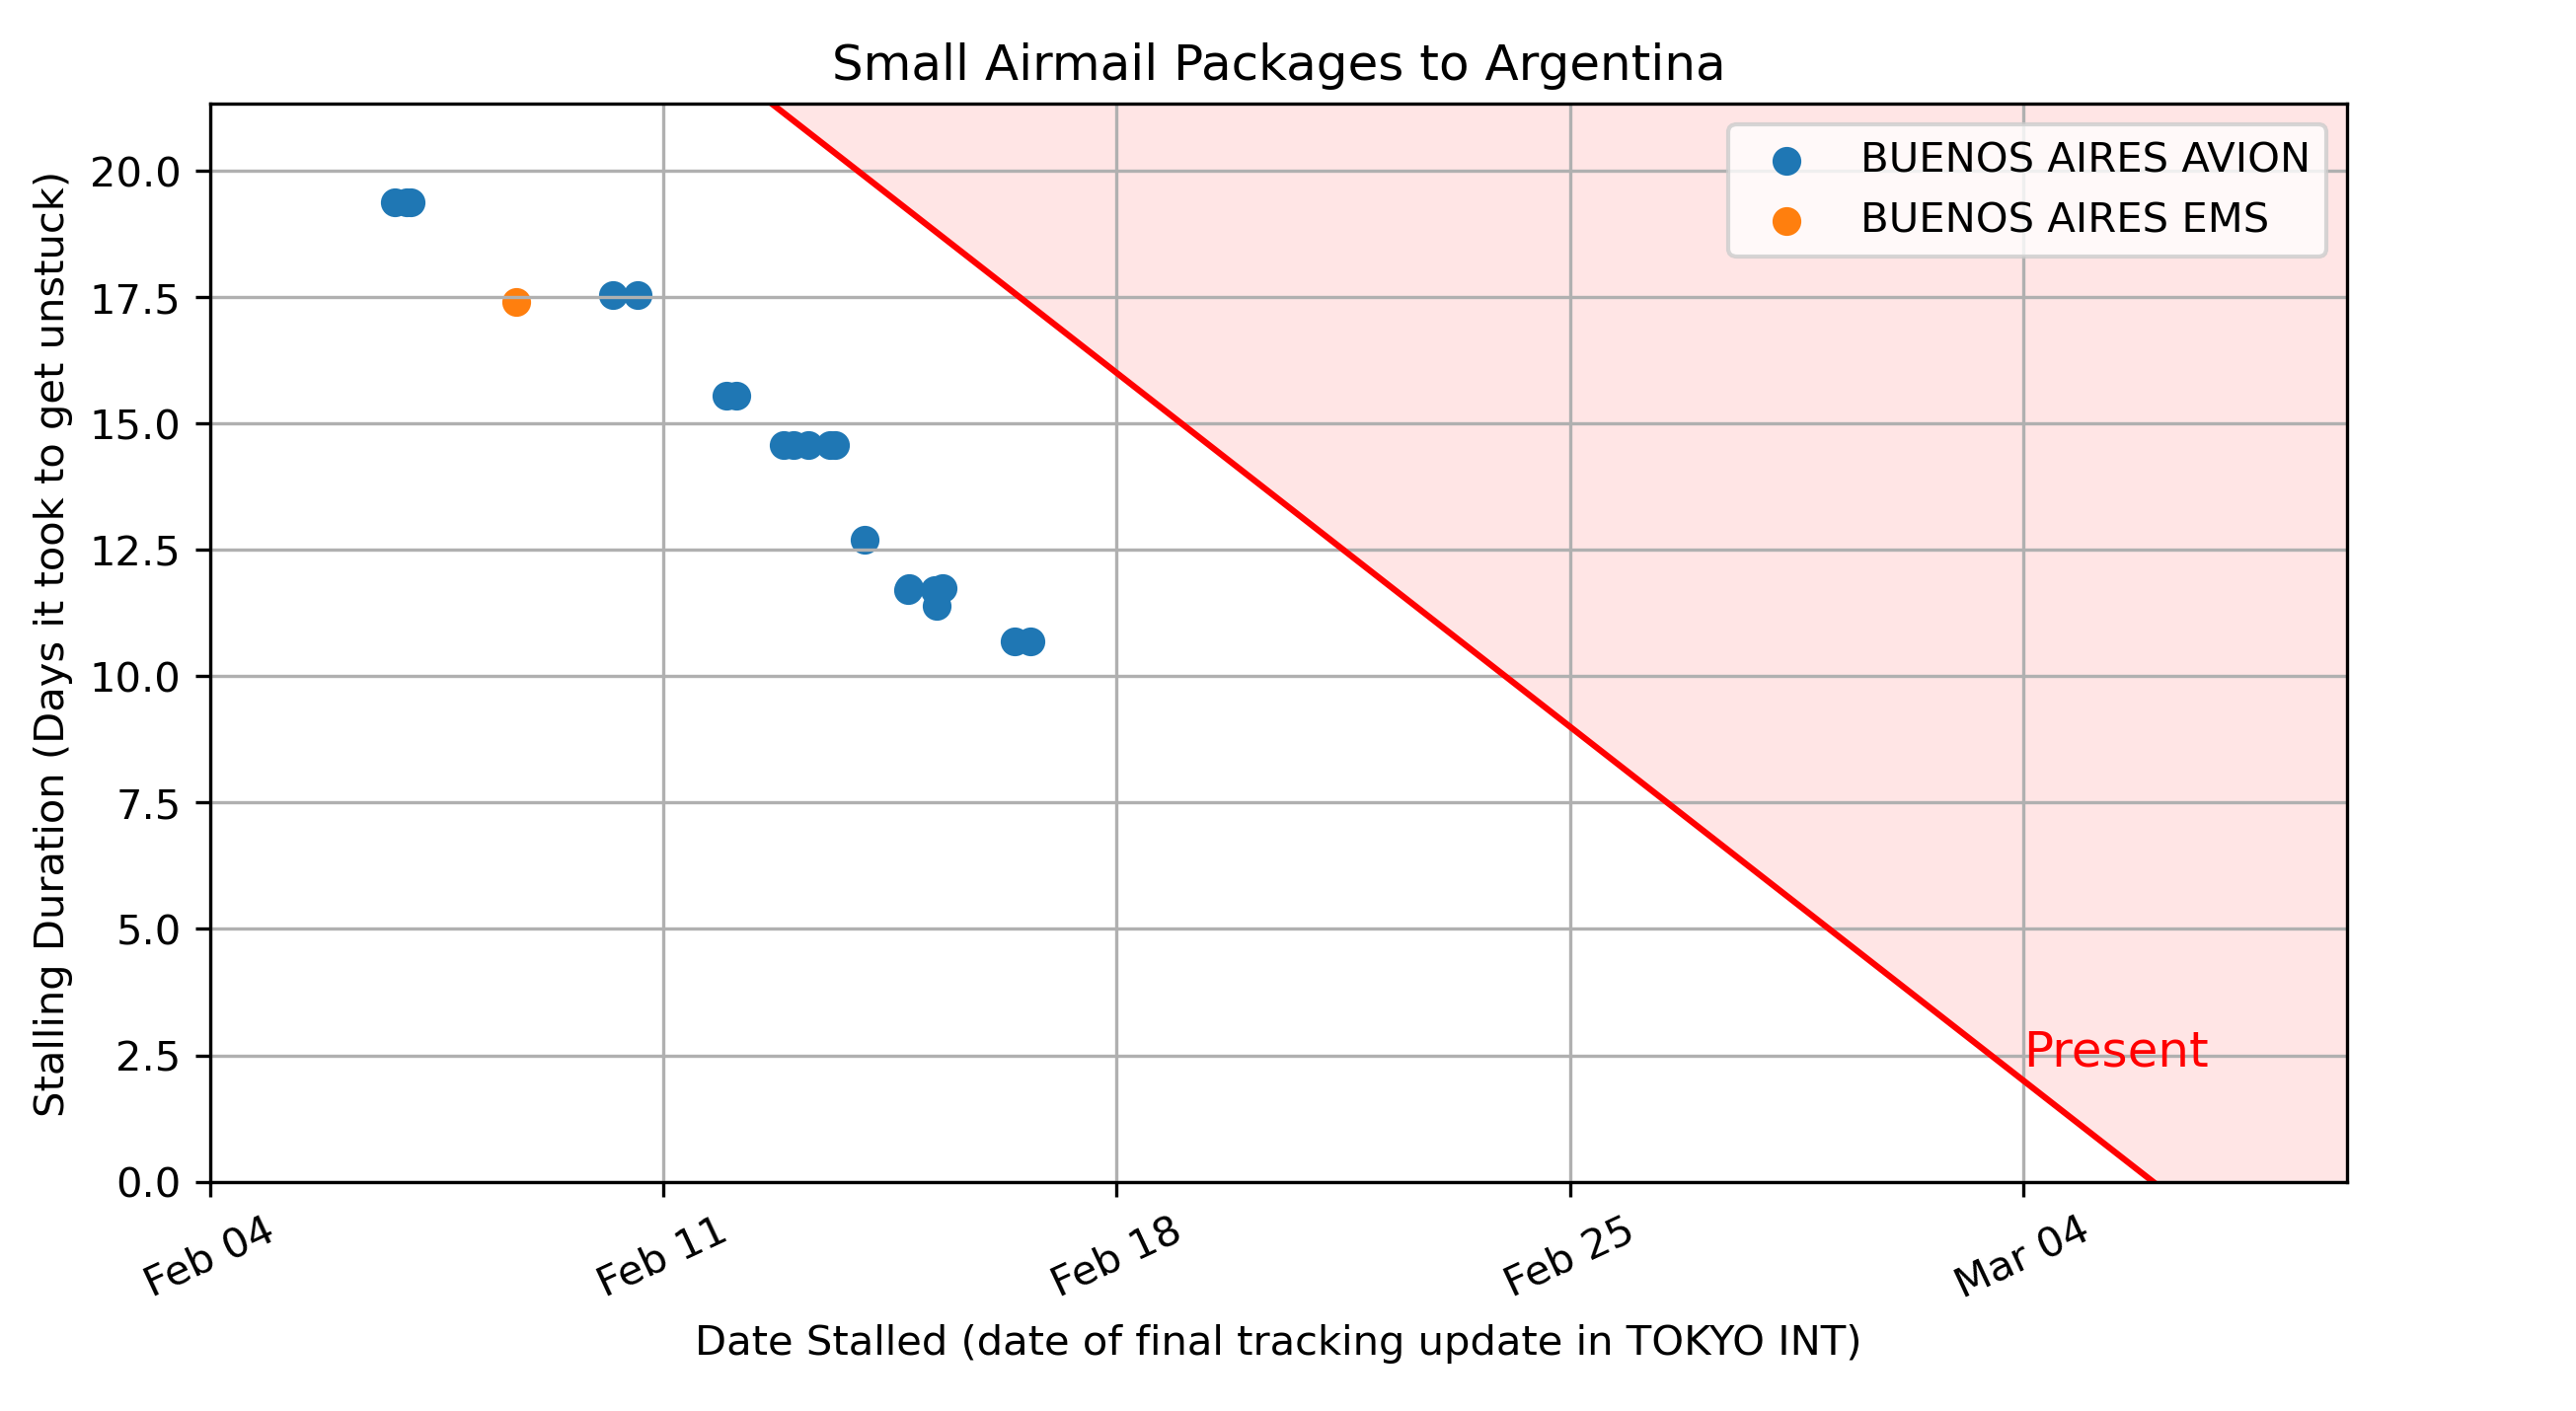 Small Airmail Packages to Argentina
BUENOS AIRES AVION
BUENOS AIRES EMS
Stalling Duration (Days it took to get unstuck)
20.0
17.5
15.0
12.5
10.0
7.5
5.0
2.5
0.0
Present
Feb 04
Feb 11
Feb 18
Feb 25
Mar 04
Date Stalled (date of final tracking update in TOKYO INT)